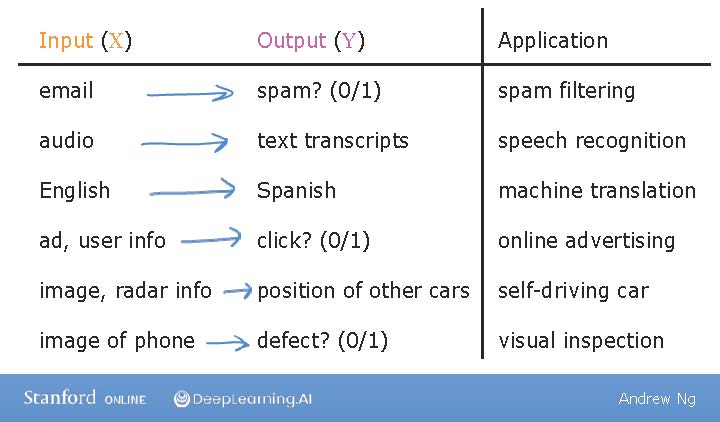 Input (X) Output (Y) Application
email spam? (0/1) spam filtering
audio text transcripts speech recognition
English Spanish machine translation
ad, user info click? (0/1) online advertising
image, radar info position of other cars self-driving car
image of phone defect? (0/1) visual inspection
Stanford ONLINE DeepLearning.AI Andrew Ng